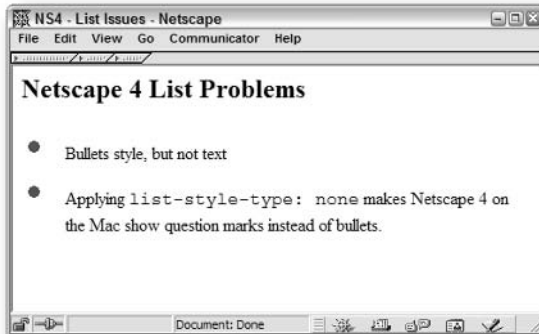 NS4 - List Issues - Netscape
File Edit View Go Communicator Help
Netscape 4 List Problems
Bullets style, but not text
Applying list-style-type: none makes Netscape 4 on
the Mac show question marks instead of bullets.
Document: Done